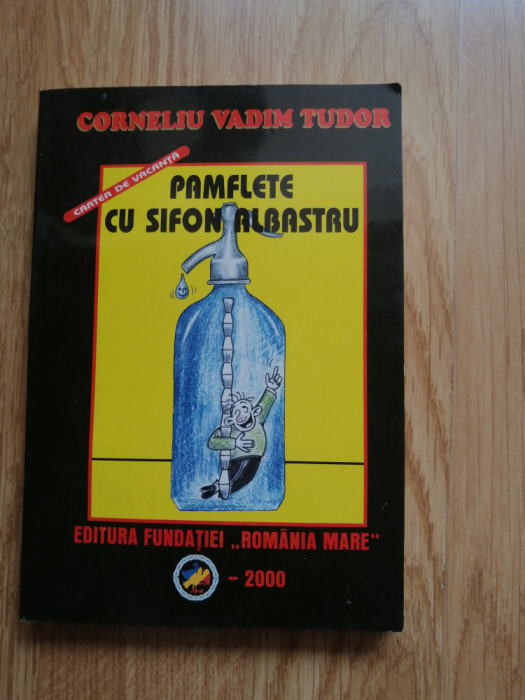 CORNELIU VADIM TUDOR
CARTEA DE VACANȚĂ
PAMFLETE
CU SIFON ALBASTRU
EDITURA FUNDAȚIEI „ROMÂNIA MARE"
– 2000